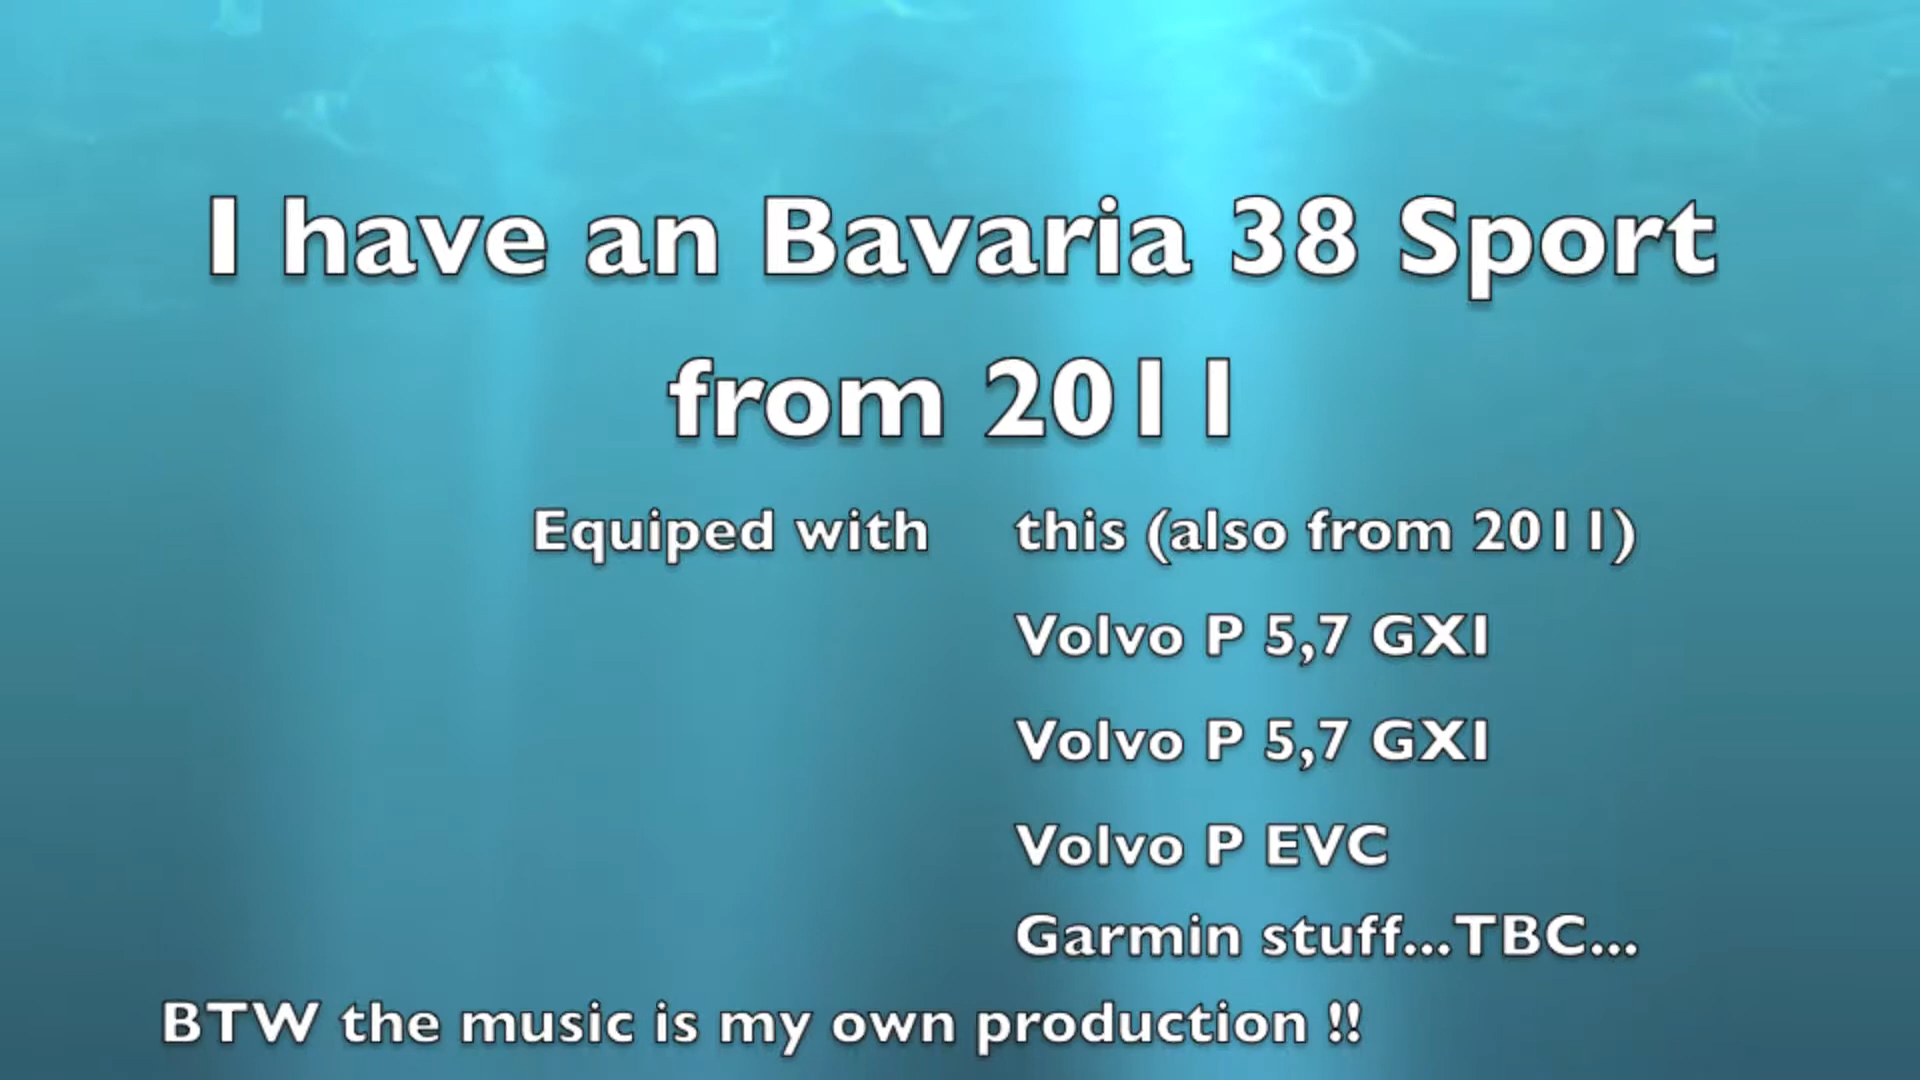 I have an Bavaria 38 Sport
from 2011
Equiped with this (also from 2011)
Volvo P 5,7 GXI
Volvo P 5,7 GXI
Volvo P EVC
Garmin stuff...TBC...
BTW the music is my own production !!